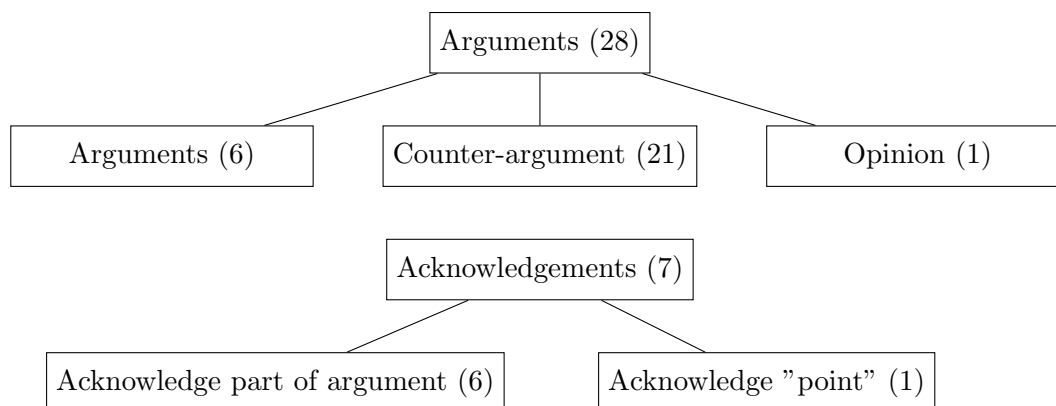 Arguments (28)
Arguments (6)
Counter-argument (21)
Opinion (1)
Acknowledgements (7)
Acknowledge part of argument (6)
Acknowledge ”point” (1)